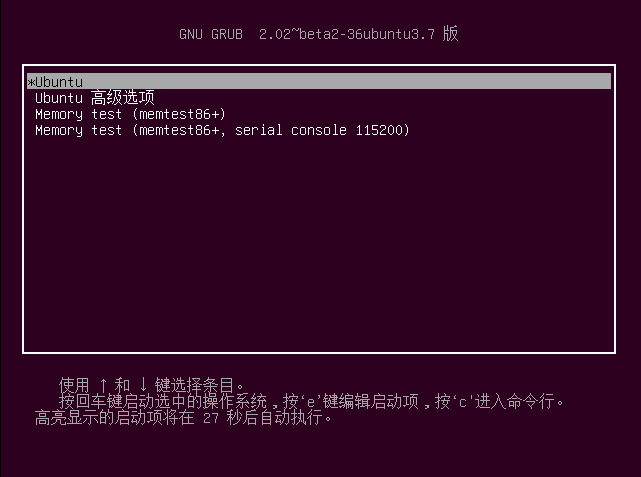 GNU GRUB  2.02~beta2-36ubuntu3.7 版
*Ubuntu
Ubuntu 高级选项
Memory test (memtest86+)
Memory test (memtest86+, serial console 115200)
使用 ↑ 和 ↓ 键选择条目。
按回车键启动选中的操作系统，按‘e’键编辑启动项，按‘c'进入命令行。
高亮显示的启动项将在 27 秒后自动执行。